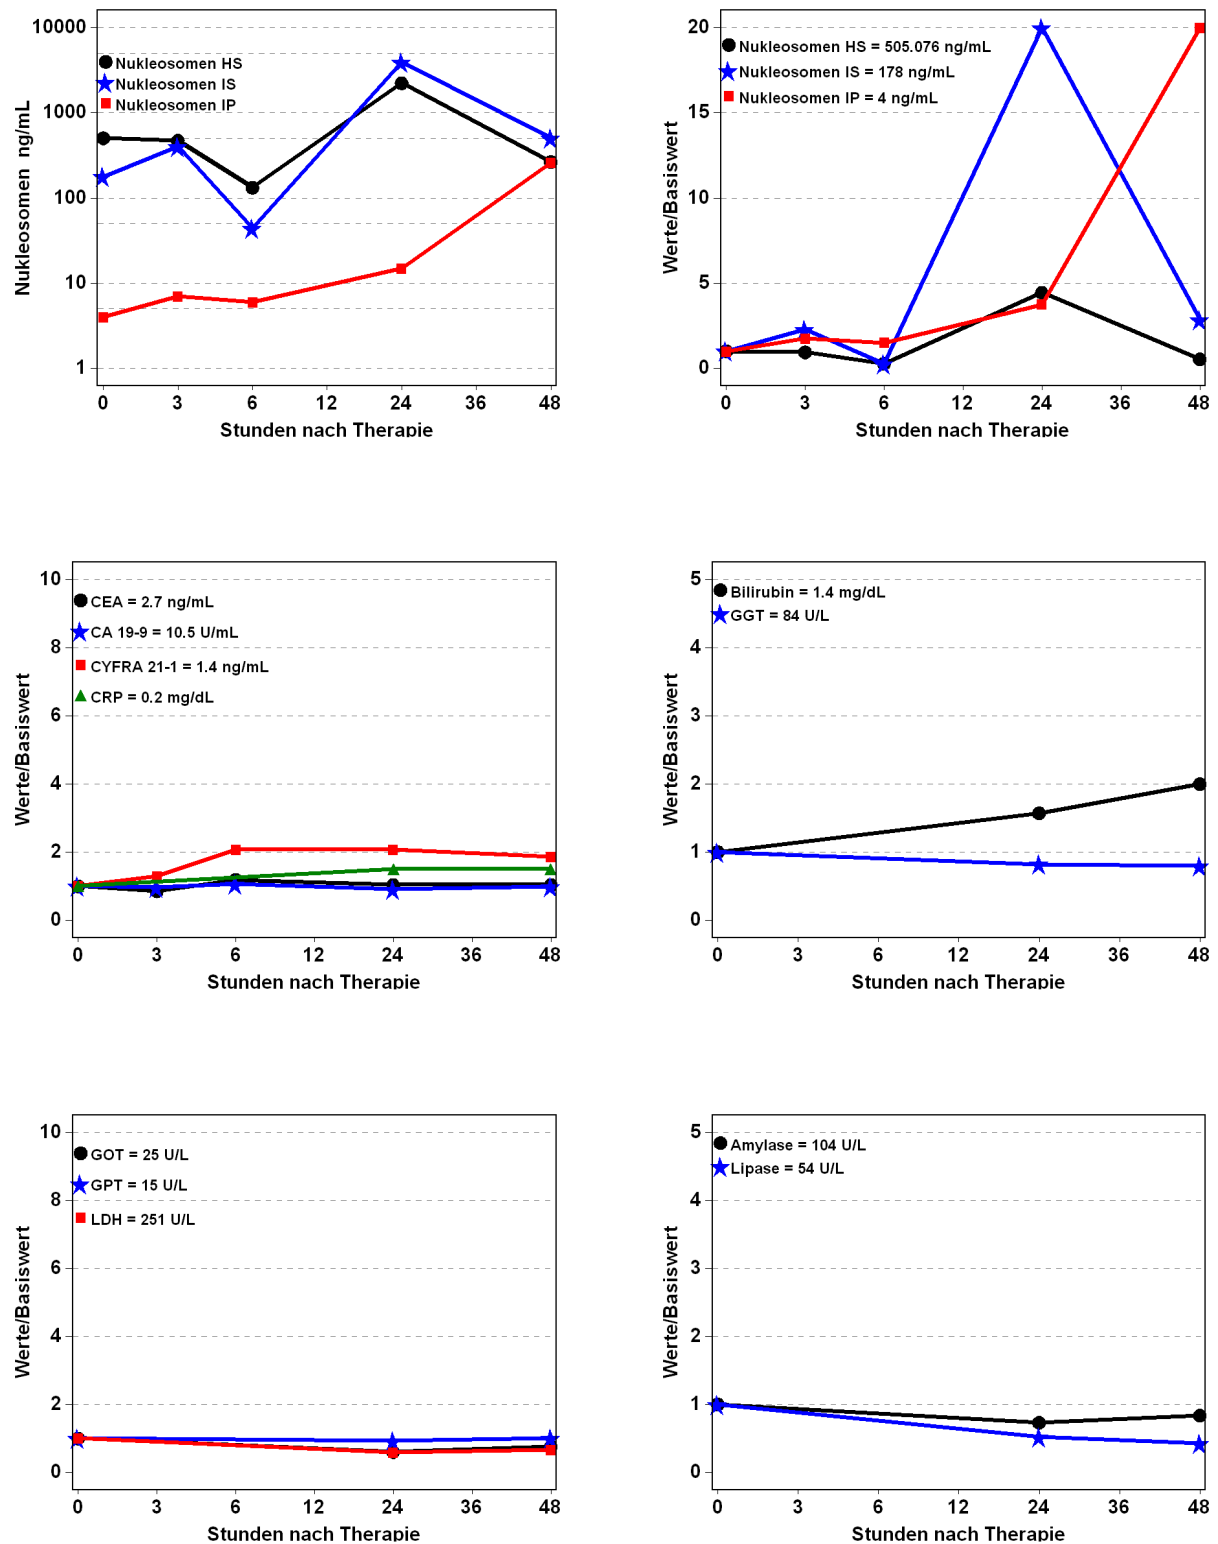 Nukleosomen ng/mL
10000
1000
100
10
1
Nukleosomen HS
Nukleosomen IS
Nukleosomen IP
0 3 6 12 24 36 48
Stunden nach Therapie
Werte/Basiswert
20
15
10
5
0
Nukleosomen HS = 505.076 ng/mL
Nukleosomen IS = 178 ng/mL
Nukleosomen IP = 4 ng/mL
0 3 6 12 24 36 48
Stunden nach Therapie
Werte/Basiswert
10
8
6
4
2
0
CEA = 2.7 ng/mL
CA 19-9 = 10.5 U/mL
CYFRA 21-1 = 1.4 ng/mL
CRP = 0.2 mg/dL
0 3 6 12 24 36 48
Stunden nach Therapie
Werte/Basiswert
5
4
3
2
1
0
Bilirubin = 1.4 mg/dL
GGT = 84 U/L
0 3 6 12 24 36 48
Stunden nach Therapie
Werte/Basiswert
10
8
6
4
2
0
GOT = 25 U/L
GPT = 15 U/L
LDH = 251 U/L
0 3 6 12 24 36 48
Stunden nach Therapie
Werte/Basiswert
5
4
3
2
1
0
Amylase = 104 U/L
Lipase = 54 U/L
0 3 6 12 24 36 48
Stunden nach Therapie